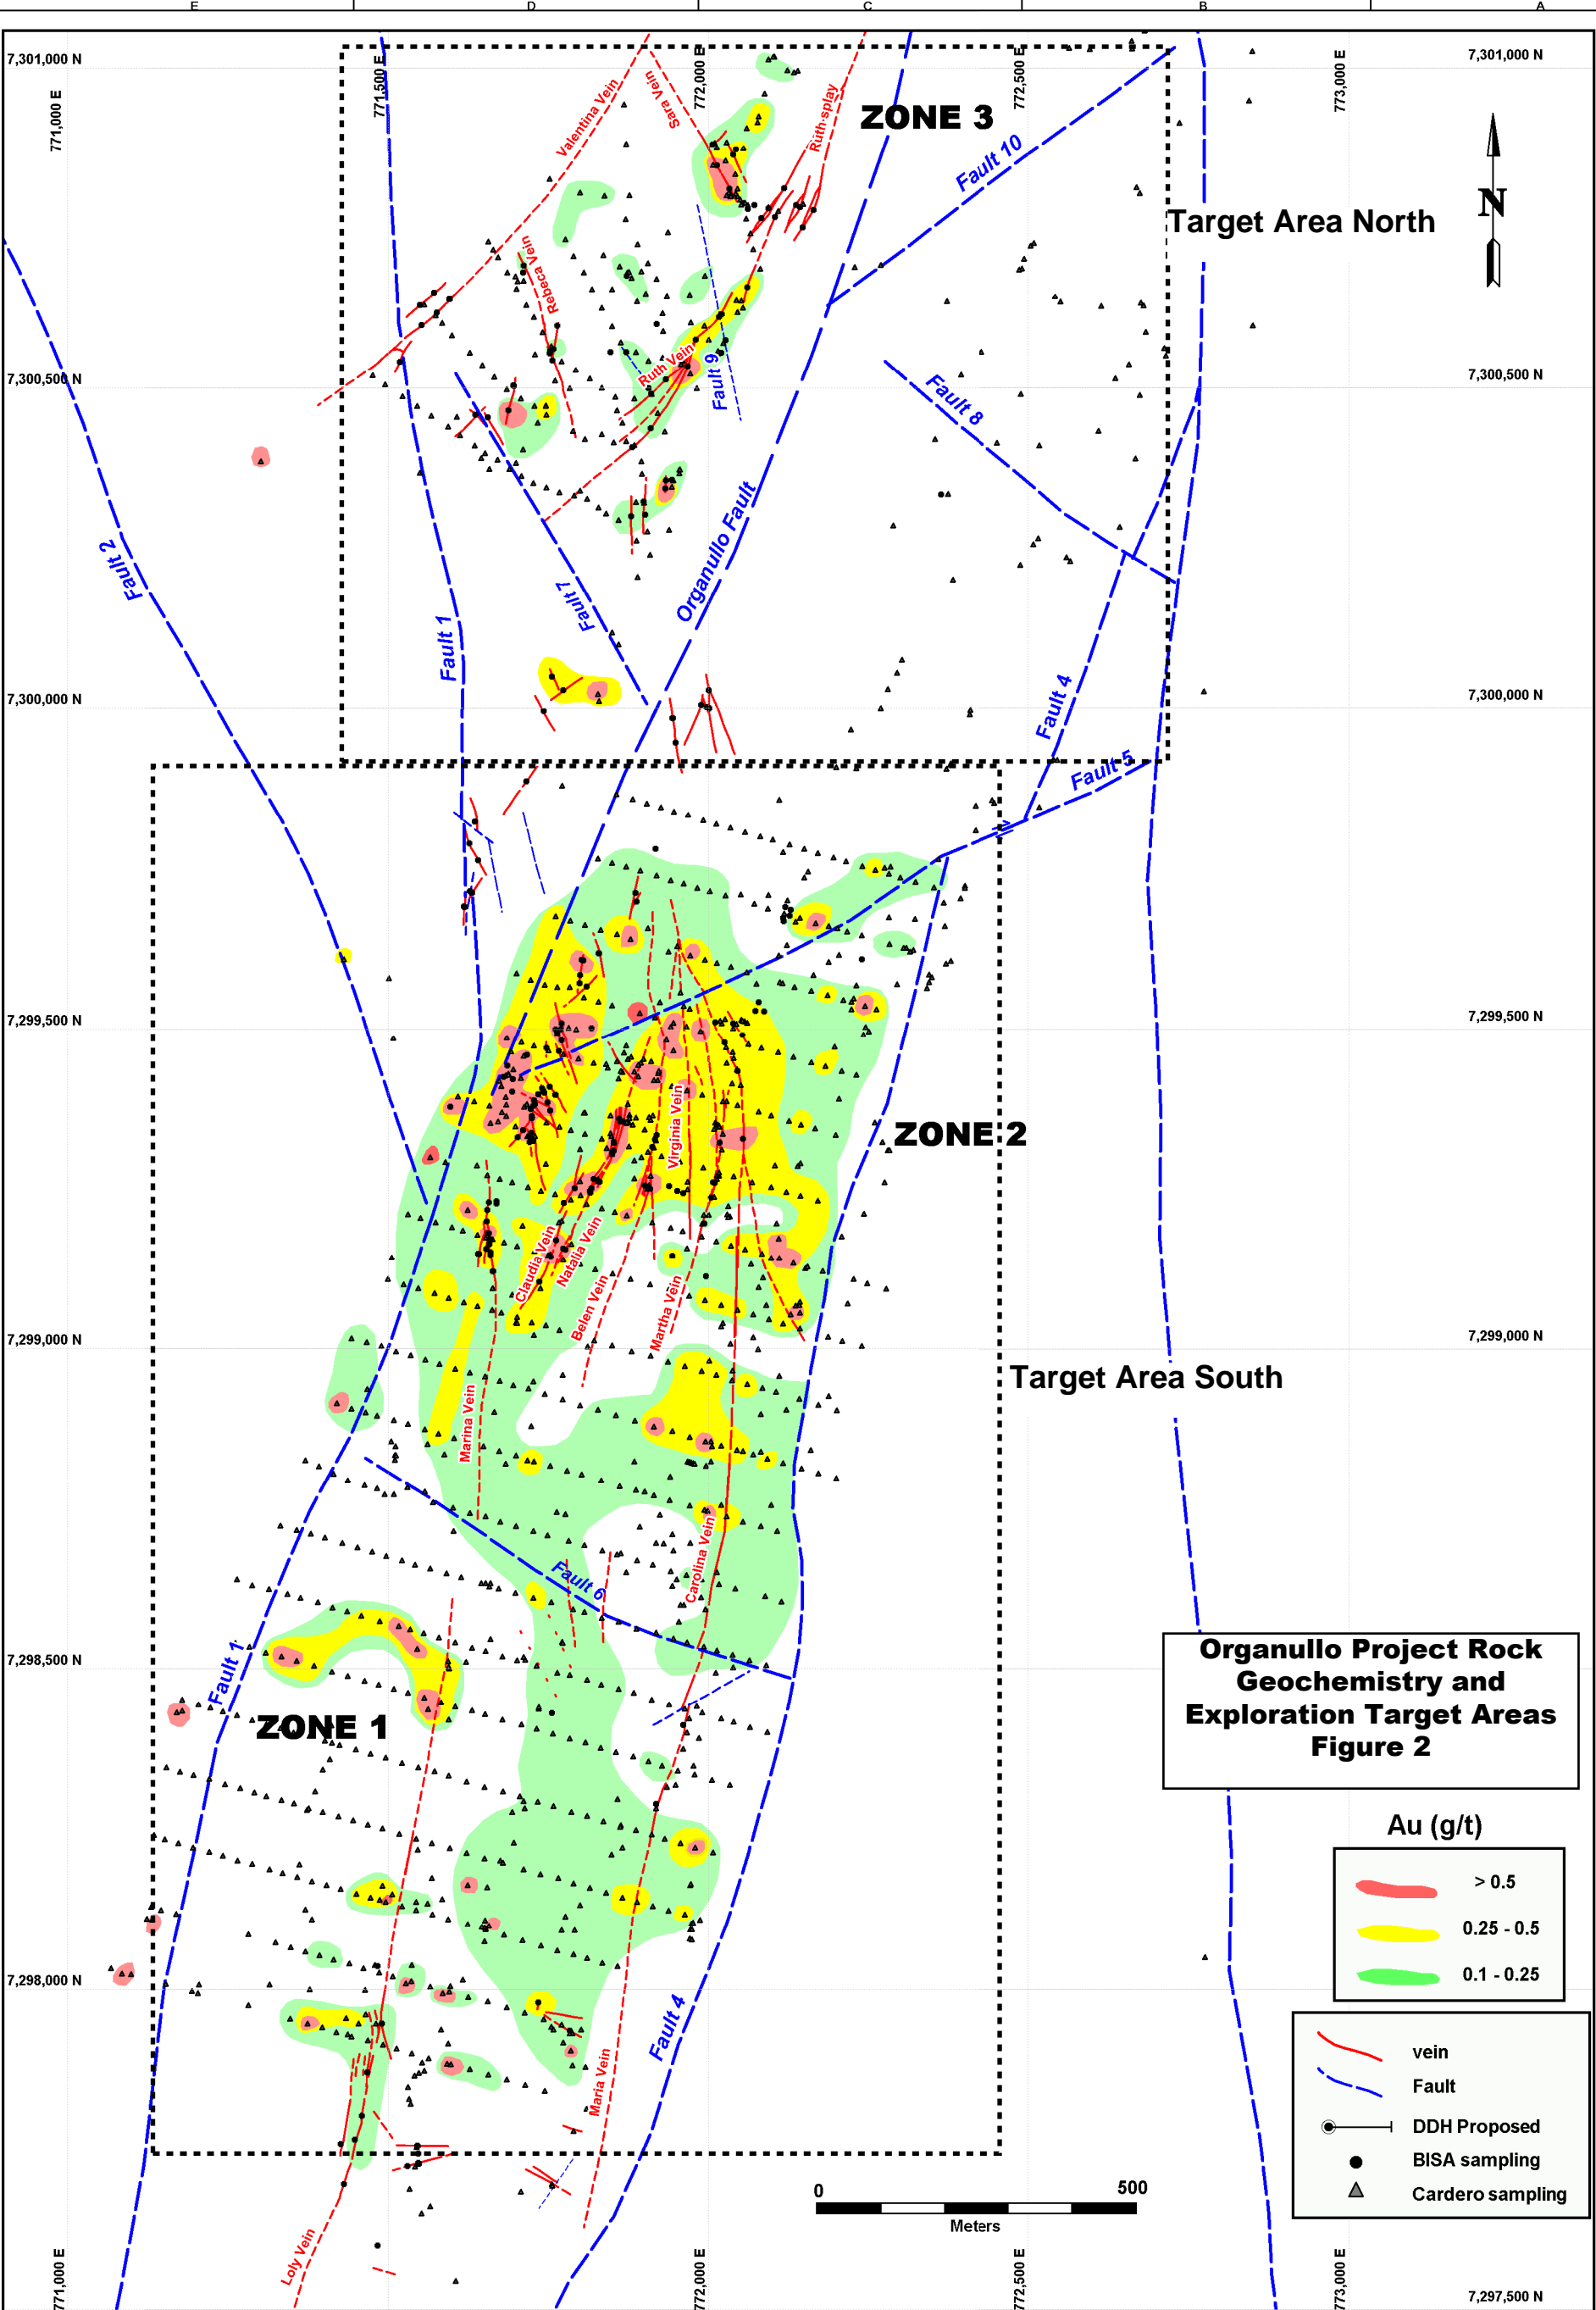 E D C B A
7,301,000 N
7,301,000 N
771,000 E
771,500 E
772,000 E
772,500 E
773,000 E
Valentina Vein
Sara Vein
Ruth splay
ZONE 3
Fault 10
N
Target Area North
Rebeca Vein
Ruth Vein
Fault 9
7,300,500 N
7,300,500 N
Fault 8
Fault 2
Fault 1
Fault 7
Organullo Fault
7,300,000 N
7,300,000 N
Fault 4
Fault 5
7,299,500 N
7,299,500 N
Virginia Vein
ZONE 2
Claudia Vein
Natalia Vein
Belen Vein
Martha Vein
7,299,000 N
7,299,000 N
Target Area South
Marina Vein
Carolina Vein
Fault 6
7,298,500 N
Fault 1
ZONE 1
Organullo Project Rock
Geochemistry and
Exploration Target Areas
Figure 2
Au (g/t)
> 0.5
0.25 - 0.5
0.1 - 0.25
7,298,000 N
Fault 4
Maria Vein
vein
Fault
DDH Proposed
BISA sampling
Cardero sampling
0 500
Meters
Loly Vein
771,000 E
772,000 E
772,500 E
773,000 E
7,297,500 N